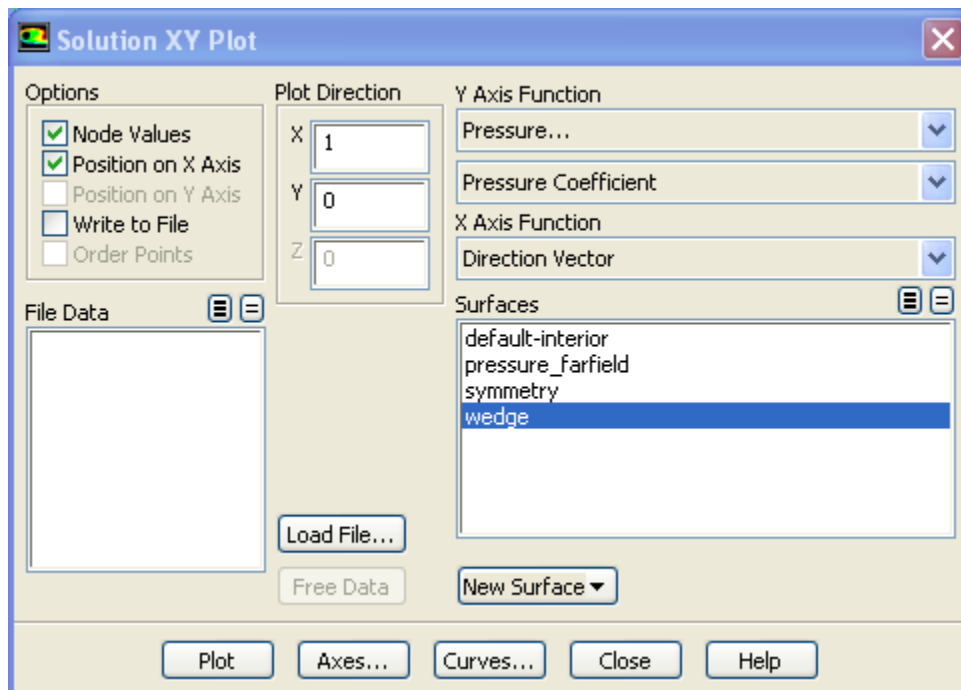 Solution XY Plot
Options
Node Values
Position on X Axis
Position on Y Axis
Write to File
Order Points
Plot Direction
X 1
Y 0
Z 0
Y Axis Function
Pressure...
Pressure Coefficient
X Axis Function
Direction Vector
File Data
Surfaces
default-interior
pressure_farfield
symmetry
wedge
Load File...
Free Data
New Surface
Plot
Axes...
Curves...
Close
Help